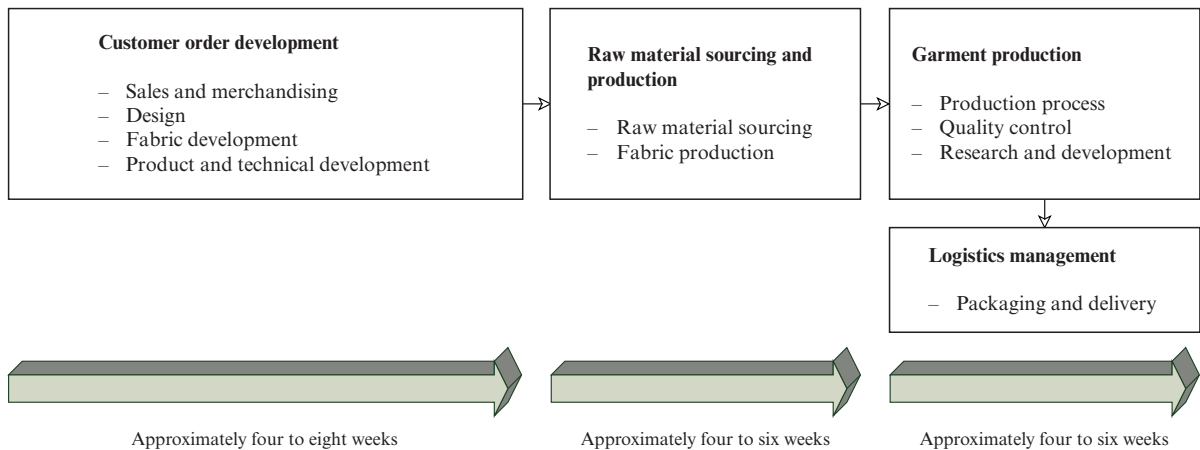 Customer order development
– Sales and merchandising
– Design
– Fabric development
– Product and technical development
Raw material sourcing and
production
– Raw material sourcing
– Fabric production
Garment production
– Production process
– Quality control
– Research and development
Logistics management
– Packaging and delivery
Approximately four to eight weeks
Approximately four to six weeks
Approximately four to six weeks